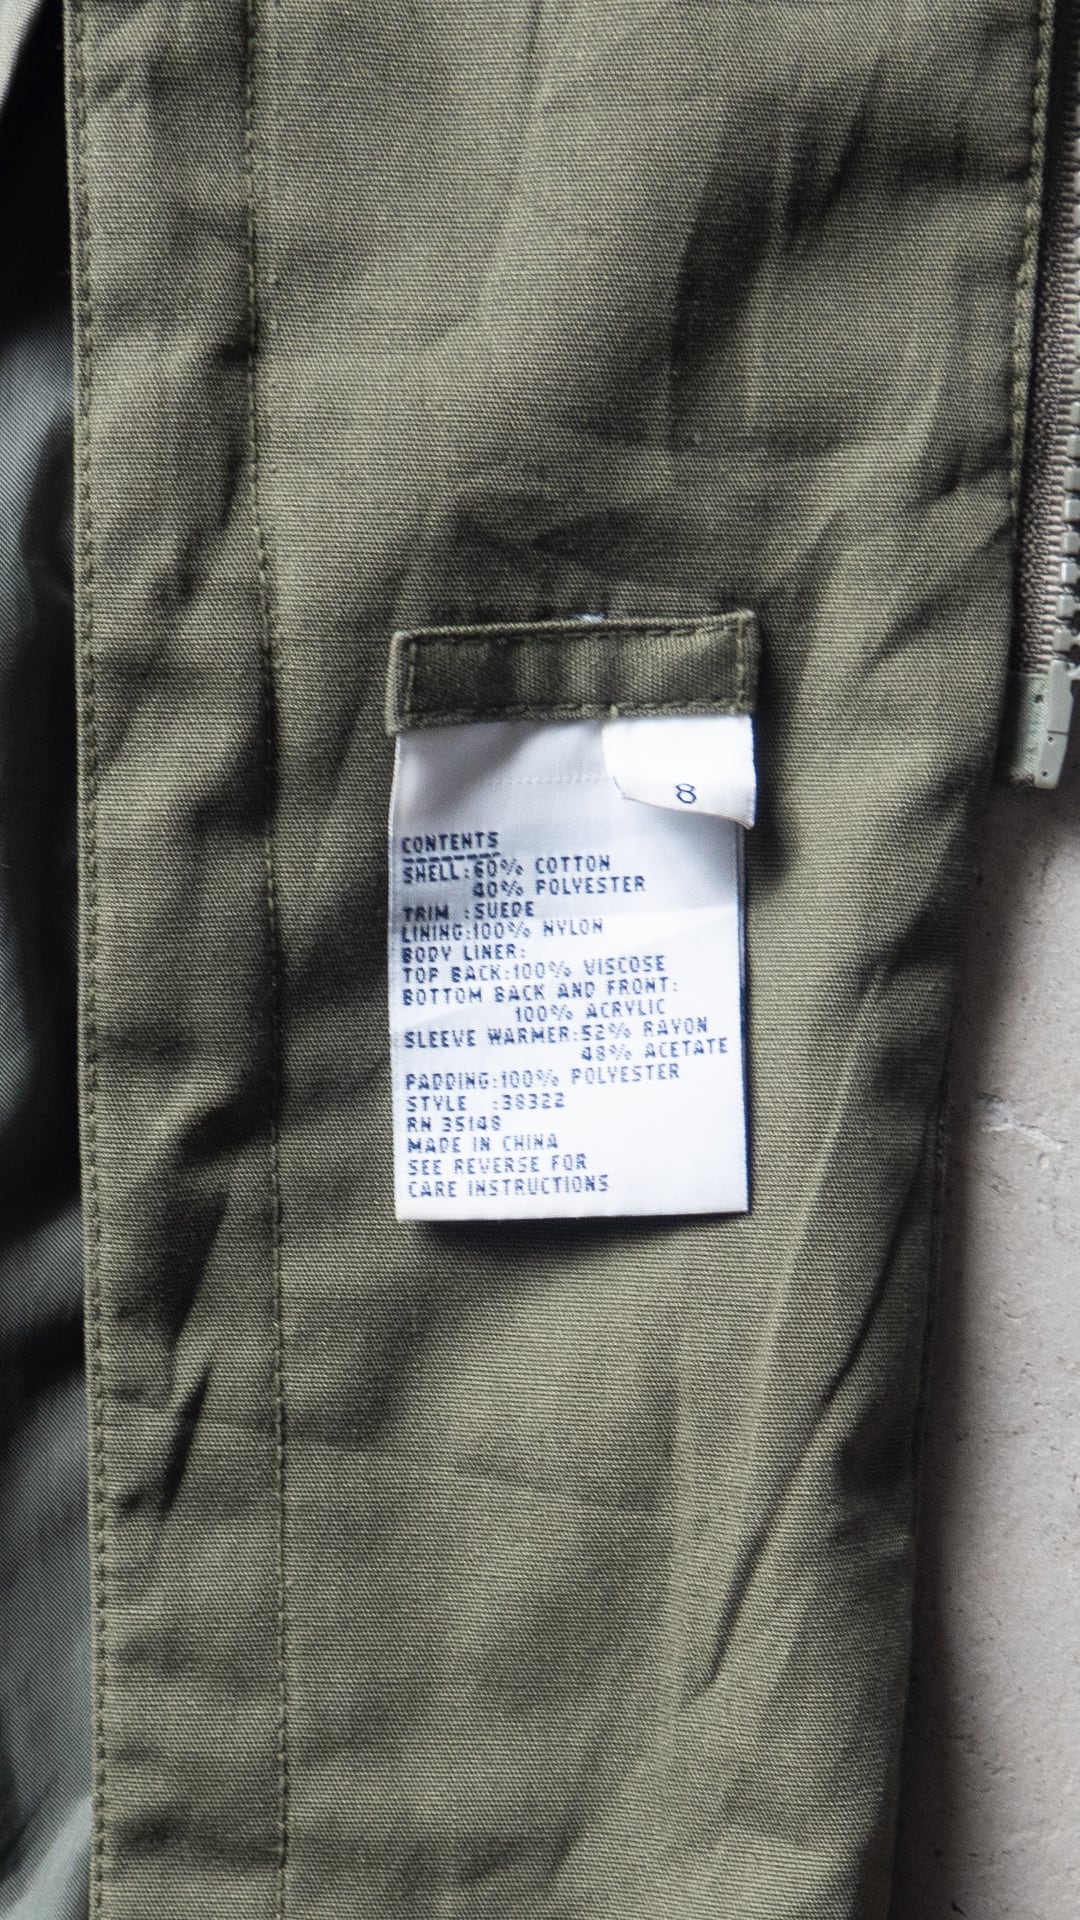 8
CONTENTS
SHELL:60% COTTON
40% POLYESTER
TRIM :SUEDE
LINING:100% NYLON
BODY LINER:
TOP BACK:100% VISCOSE
BOTTOM BACK AND FRONT:
100% ACRYLIC
SLEEVE WARMER:52% RAYON
48% ACETATE
PADDING:100% POLYESTER
STYLE :38322
RN 35148
MADE IN CHINA
SEE REVERSE FOR
CARE INSTRUCTIONS